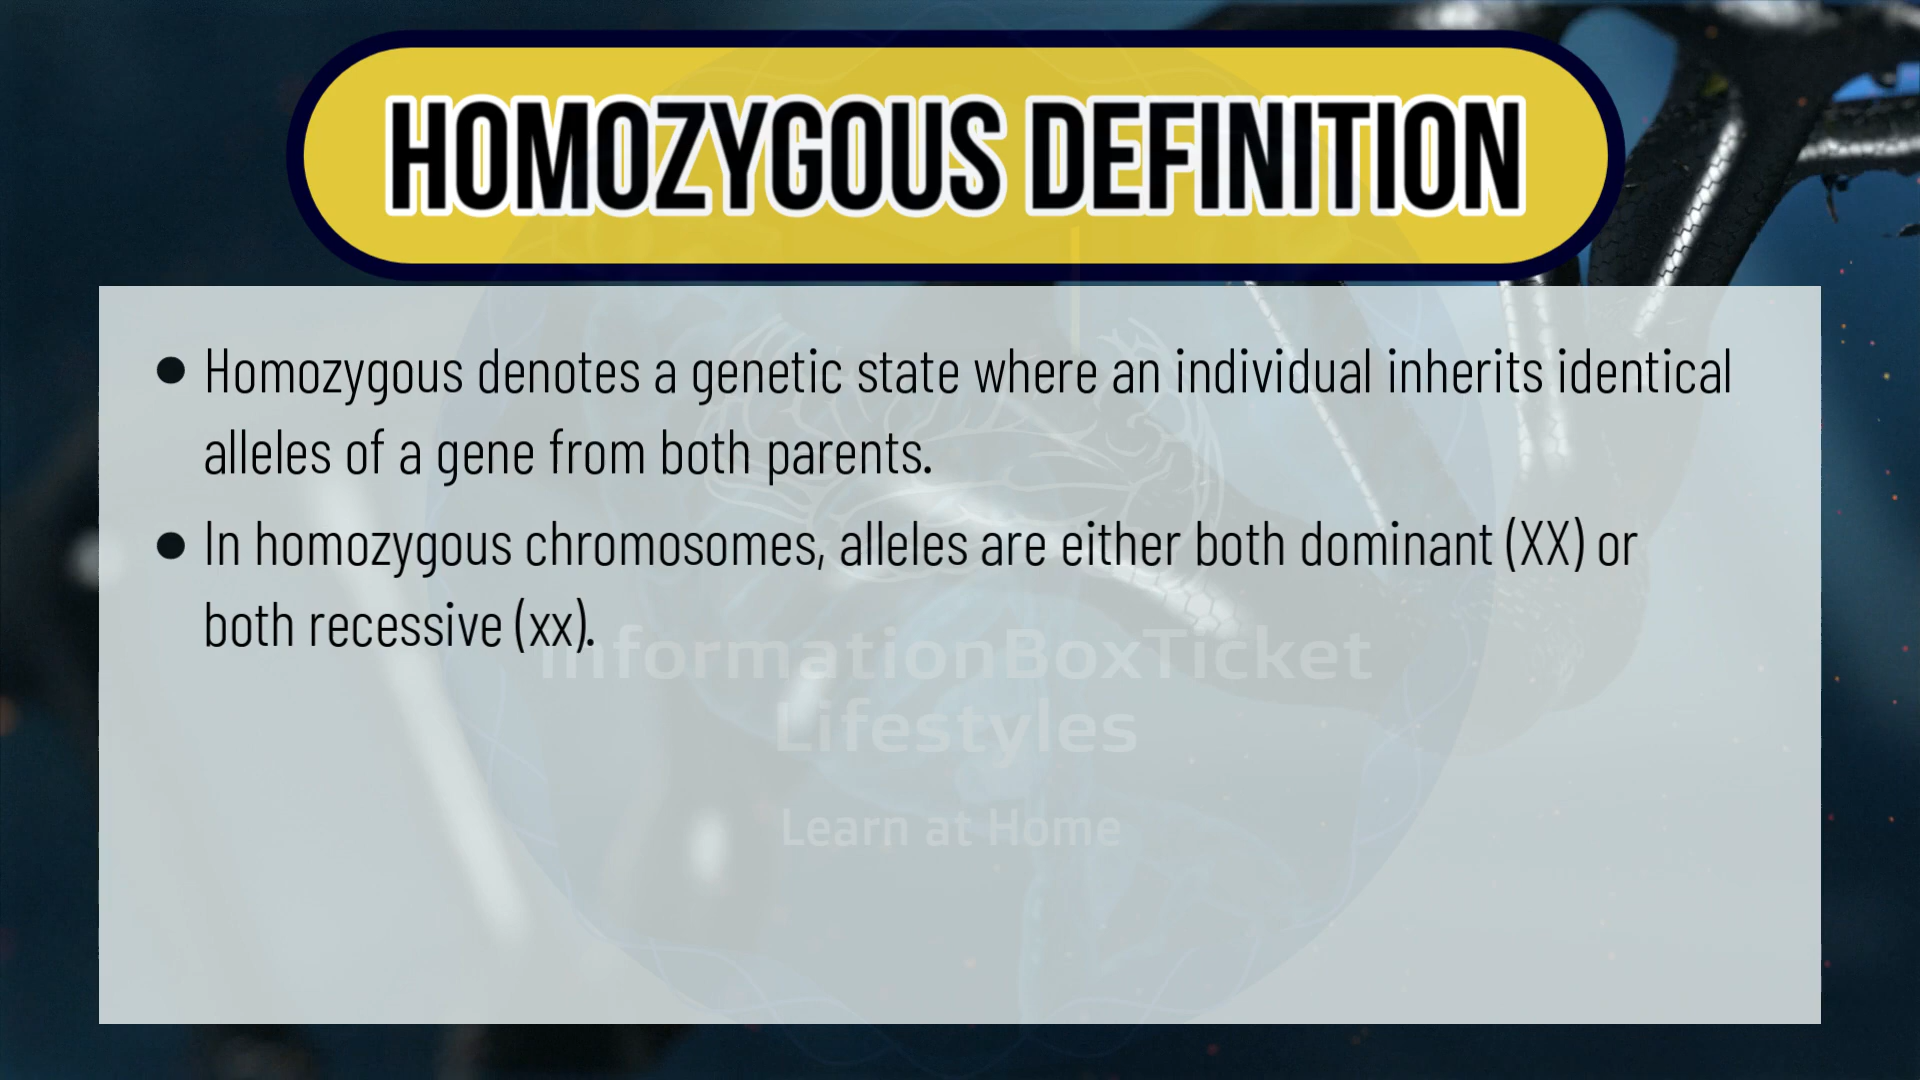 HOMOZYGOUS DEFINITION
● Homozygous denotes a genetic state where an individual inherits identical
alleles of a gene from both parents.
● In homozygous chromosomes, alleles are either both dominant (XX) or
both recessive (xx).
InformationBoxTicket
Lifestyles
Learn at Home